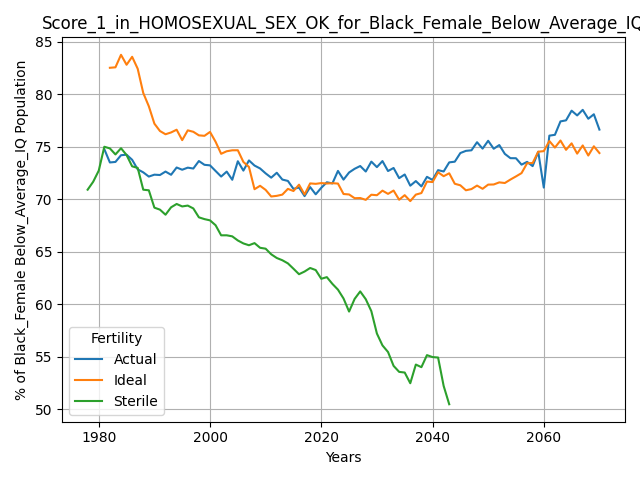 Score_1_in_HOMOSEXUAL_SEX_OK_for_Black_Female_Below_Average_IQ
85
80
75
70
65
60
55
50
% of Black_Female Below_Average_IQ Population
Fertility
Actual
Ideal
Sterile
1980
2000
2020
2040
2060
Years